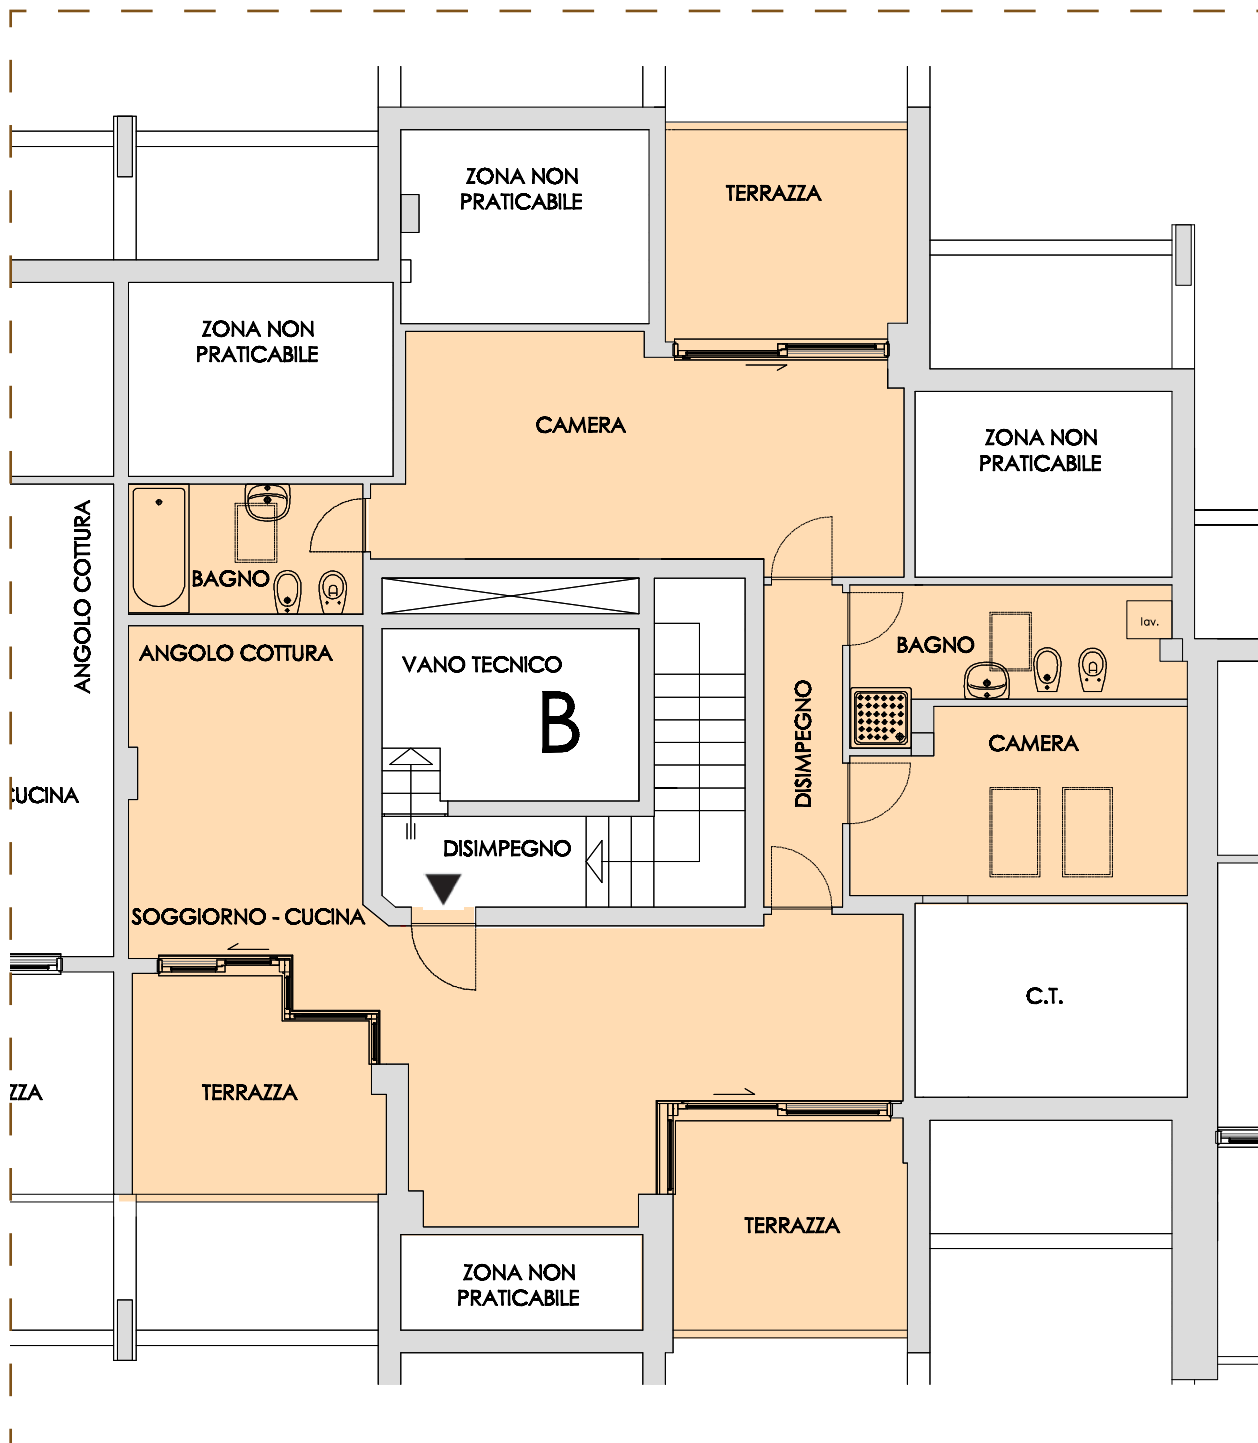 ZONA NON
PRATICABILE
TERRAZZA
ZONA NON
PRATICABILE
CAMERA
ZONA NON
PRATICABILE
ANGOLO COTTURA
BAGNO
lav.
BAGNO
ANGOLO COTTURA
VANO TECNICO
B
DISIMPEGNO
CAMERA
UCINA
DISIMPEGNO
SOGGIORNO - CUCINA
C.T.
ZZA
TERRAZZA
TERRAZZA
ZONA NON
PRATICABILE